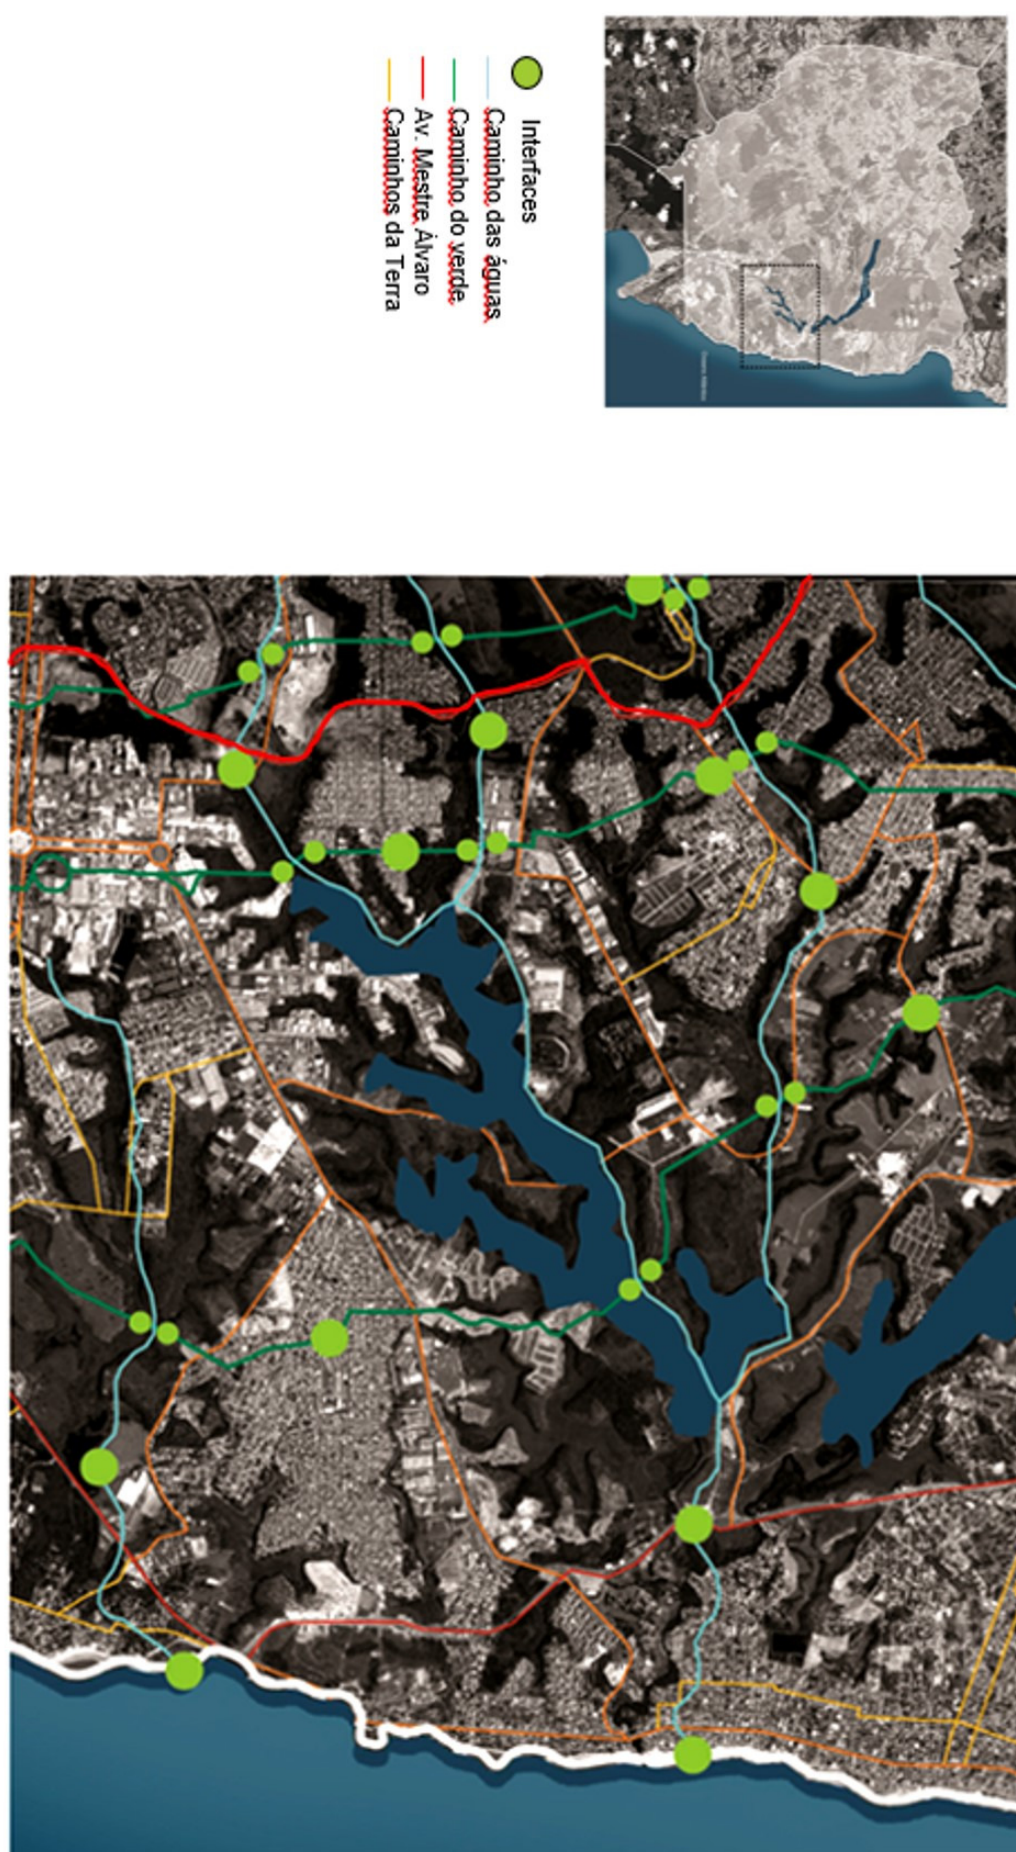 Interfaces
Caminho das águas
Caminho do verde
Av. Mestre Álvaro
Caminhos da Terra